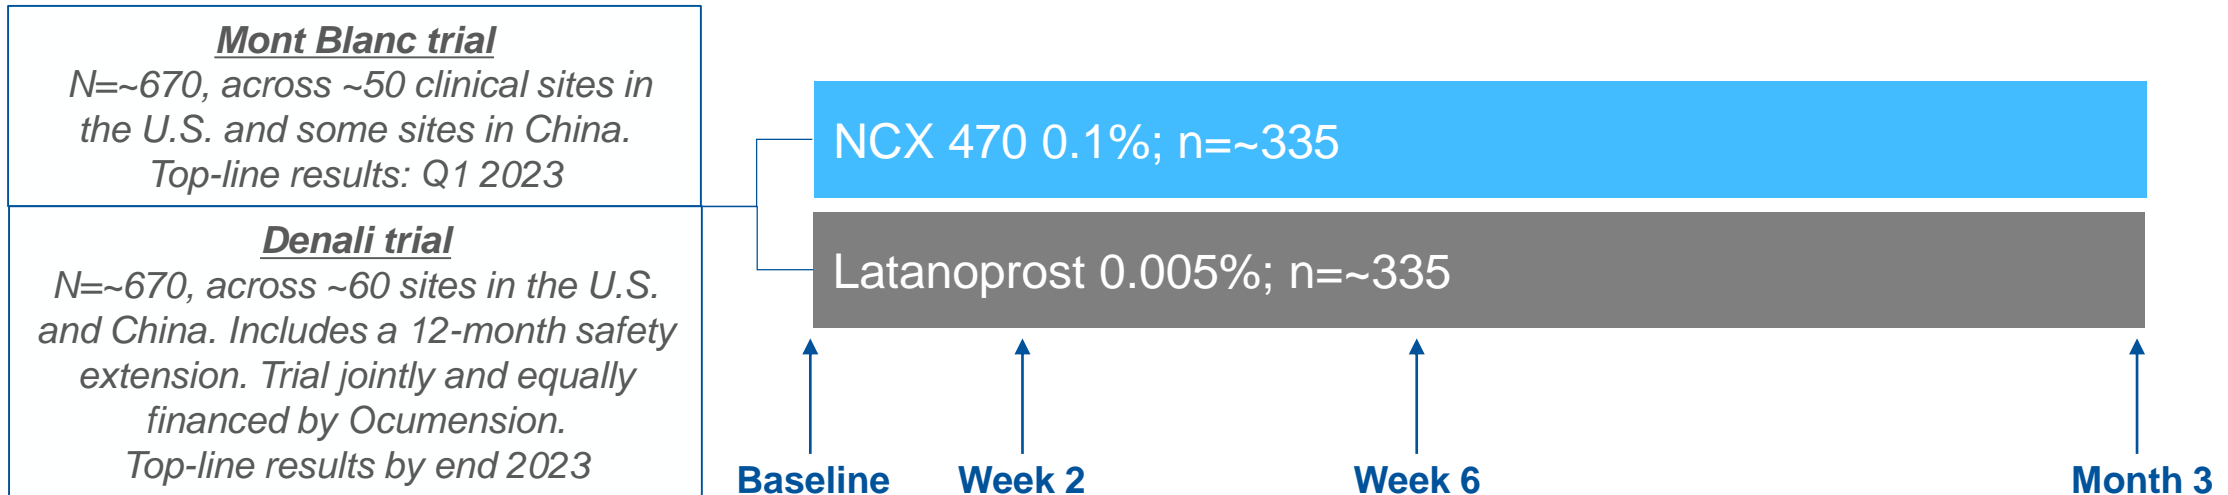 Mont Blanc trial
N=~670, across ~50 clinical sites in
the U.S. and some sites in China.
Top-line results: Q1 2023
Denali trial
N=~670, across ~60 sites in the U.S.
and China. Includes a 12-month safety
extension. Trial jointly and equally
financed by Ocumension.
Top-line results by end 2023
NCX 470 0.1%; n=~335
Latanoprost 0.005%; n=~335
Baseline
Week 2
Week 6
Month 3